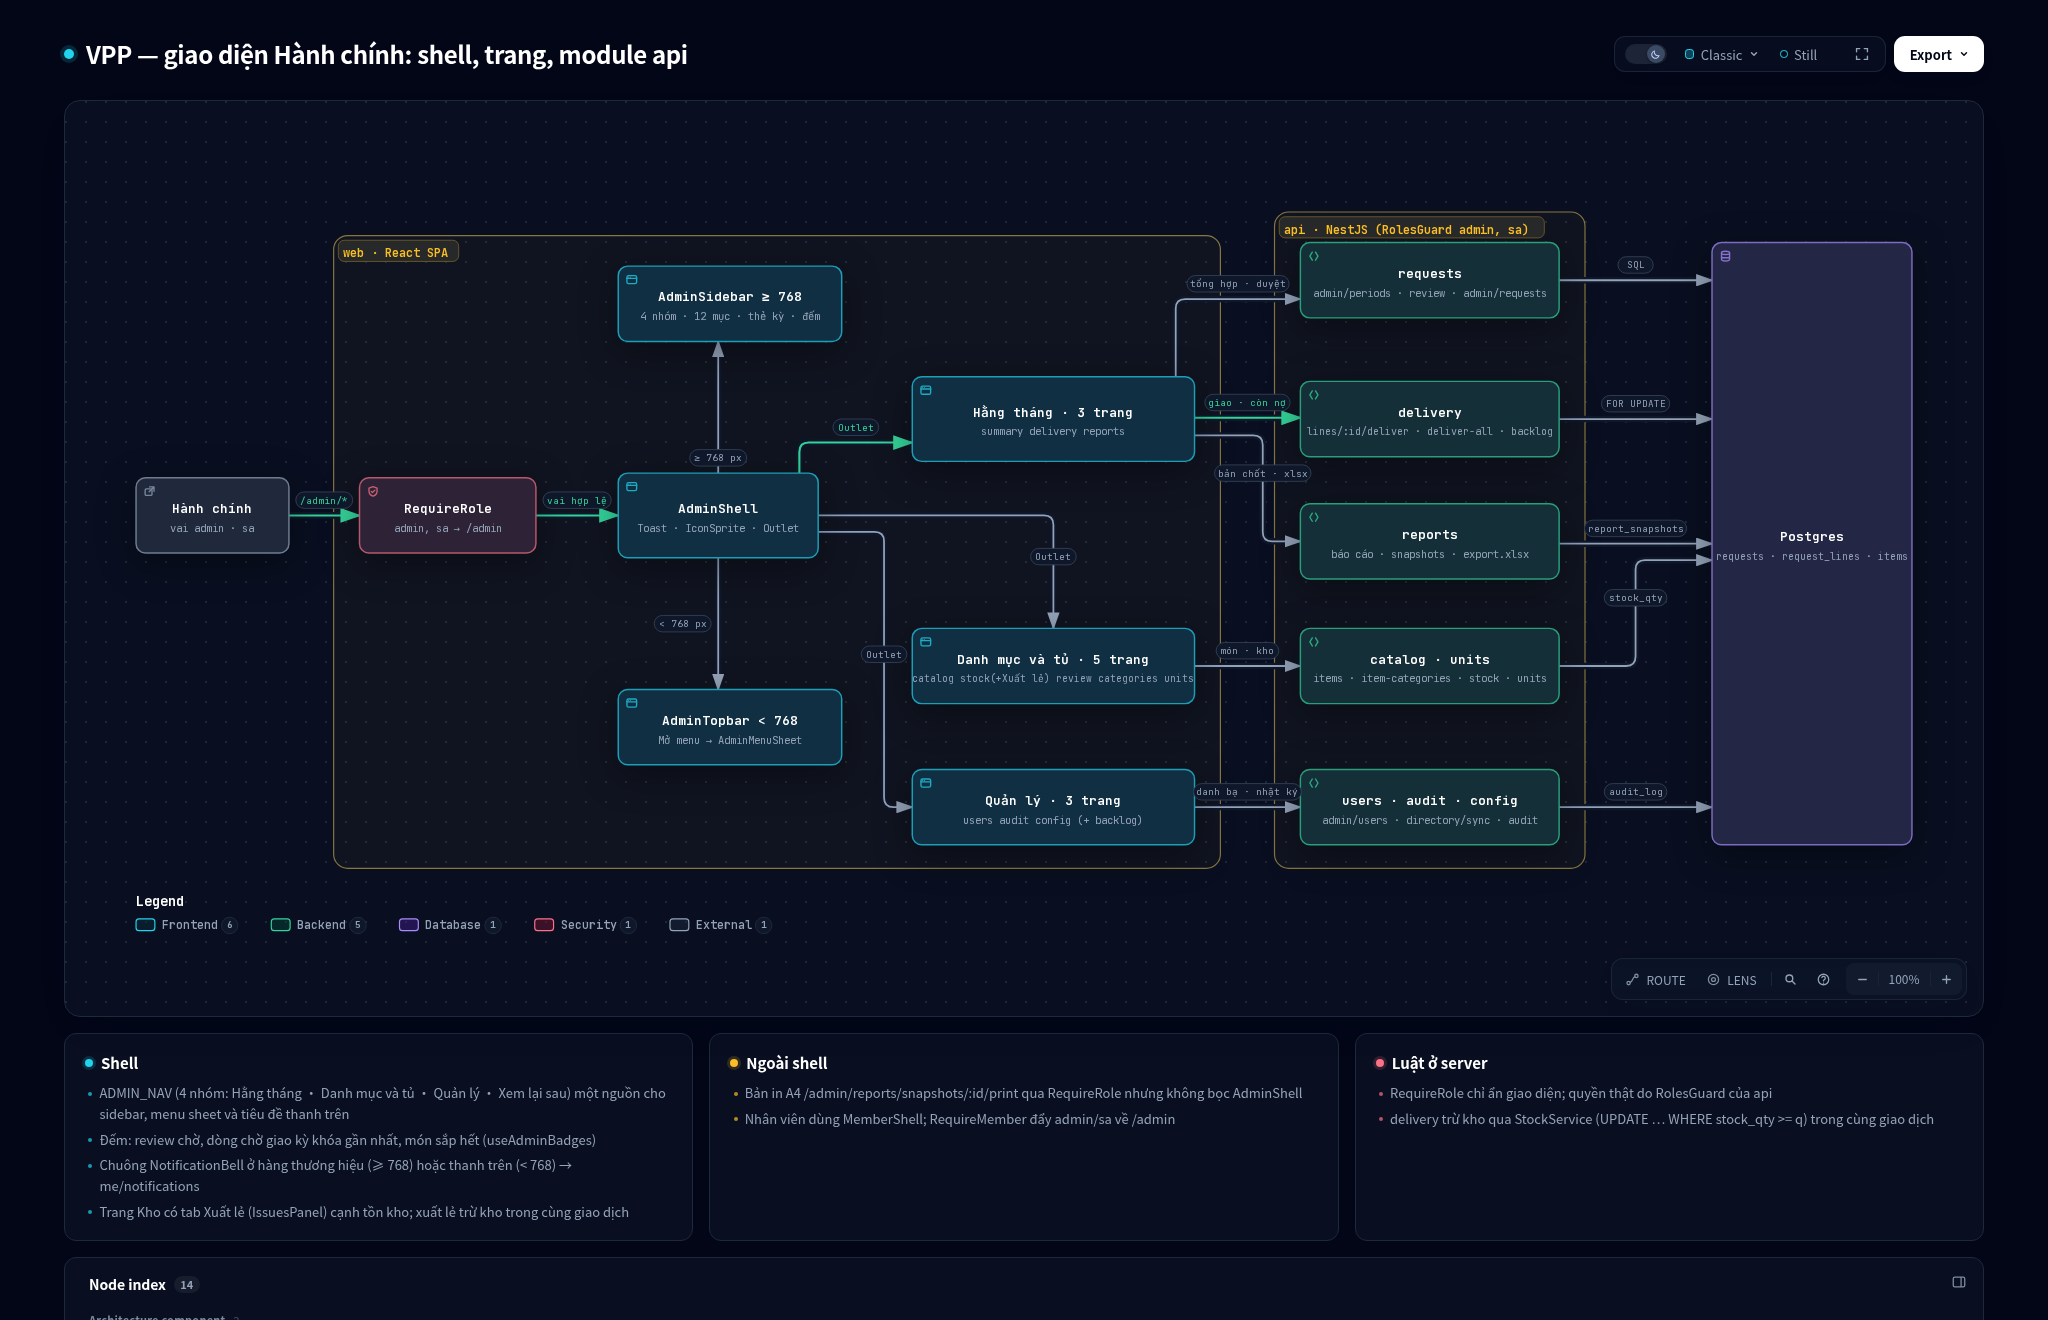 VPP — giao diện Hành chính: shell, trang, module api
Classic
Still
Export
web · React SPA
api · NestJS (RolesGuard admin, sa)
AdminSidebar ≥ 768
4 nhóm · 12 mục · thẻ kỳ · đếm
tổng hợp · duyệt
requests
admin/periods · review · admin/requests
SQL
Hằng tháng · 3 trang
summary delivery reports
giao · còn nợ
delivery
lines/:id/deliver · deliver-all · backlog
FOR UPDATE
Outlet
≥ 768 px
bản chốt · xlsx
Hành chính
vai admin · sa
/admin/*
RequireRole
admin, sa → /admin
vai hợp lệ
AdminShell
Toast · IconSprite · Outlet
Outlet
reports
báo cáo · snapshots · export.xlsx
report_snapshots
Postgres
requests · request_lines · items
stock_qty
< 768 px
Outlet
Danh mục và tủ · 5 trang
catalog stock(+Xuất lẻ) review categories units
món · kho
catalog · units
items · item-categories · stock · units
AdminTopbar < 768
Mở menu → AdminMenuSheet
Quản lý · 3 trang
users audit config (+ backlog)
danh bạ · nhật ký
users · audit · config
admin/users · directory/sync · audit
audit_log
Legend
Frontend 6
Backend 5
Database 1
Security 1
External 1
ROUTE
LENS
100%
Shell
• ADMIN_NAV (4 nhóm: Hằng tháng · Danh mục và tủ · Quản lý · Xem lại sau) một nguồn cho
sidebar, menu sheet và tiêu đề thanh trên
• Đếm: review chờ, dòng chờ giao kỳ khóa gần nhất, món sắp hết (useAdminBadges)
• Chuông NotificationBell ở hàng thương hiệu (≥ 768) hoặc thanh trên (< 768) →
me/notifications
• Trang Kho có tab Xuất lẻ (IssuesPanel) cạnh tồn kho; xuất lẻ trừ kho trong cùng giao dịch
Ngoài shell
• Bản in A4 /admin/reports/snapshots/:id/print qua RequireRole nhưng không bọc AdminShell
• Nhân viên dùng MemberShell; RequireMember đẩy admin/sa về /admin
Luật ở server
• RequireRole chỉ ẩn giao diện; quyền thật do RolesGuard của api
• delivery trừ kho qua StockService (UPDATE … WHERE stock_qty >= q) trong cùng giao dịch
Node index 14
Architecture component